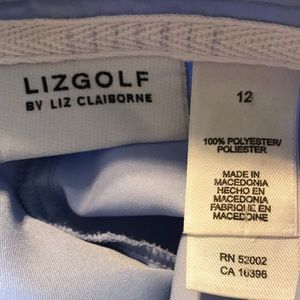 LIZGOLF
BY LIZ CLAIBORNE
12
100% POLYESTER/
POLIESTER
MADE IN
MACEDONIA
HECHO EN
MACEDONIA
FABRIQUE EN
MACEDOINE
RN 52002
CA 10396